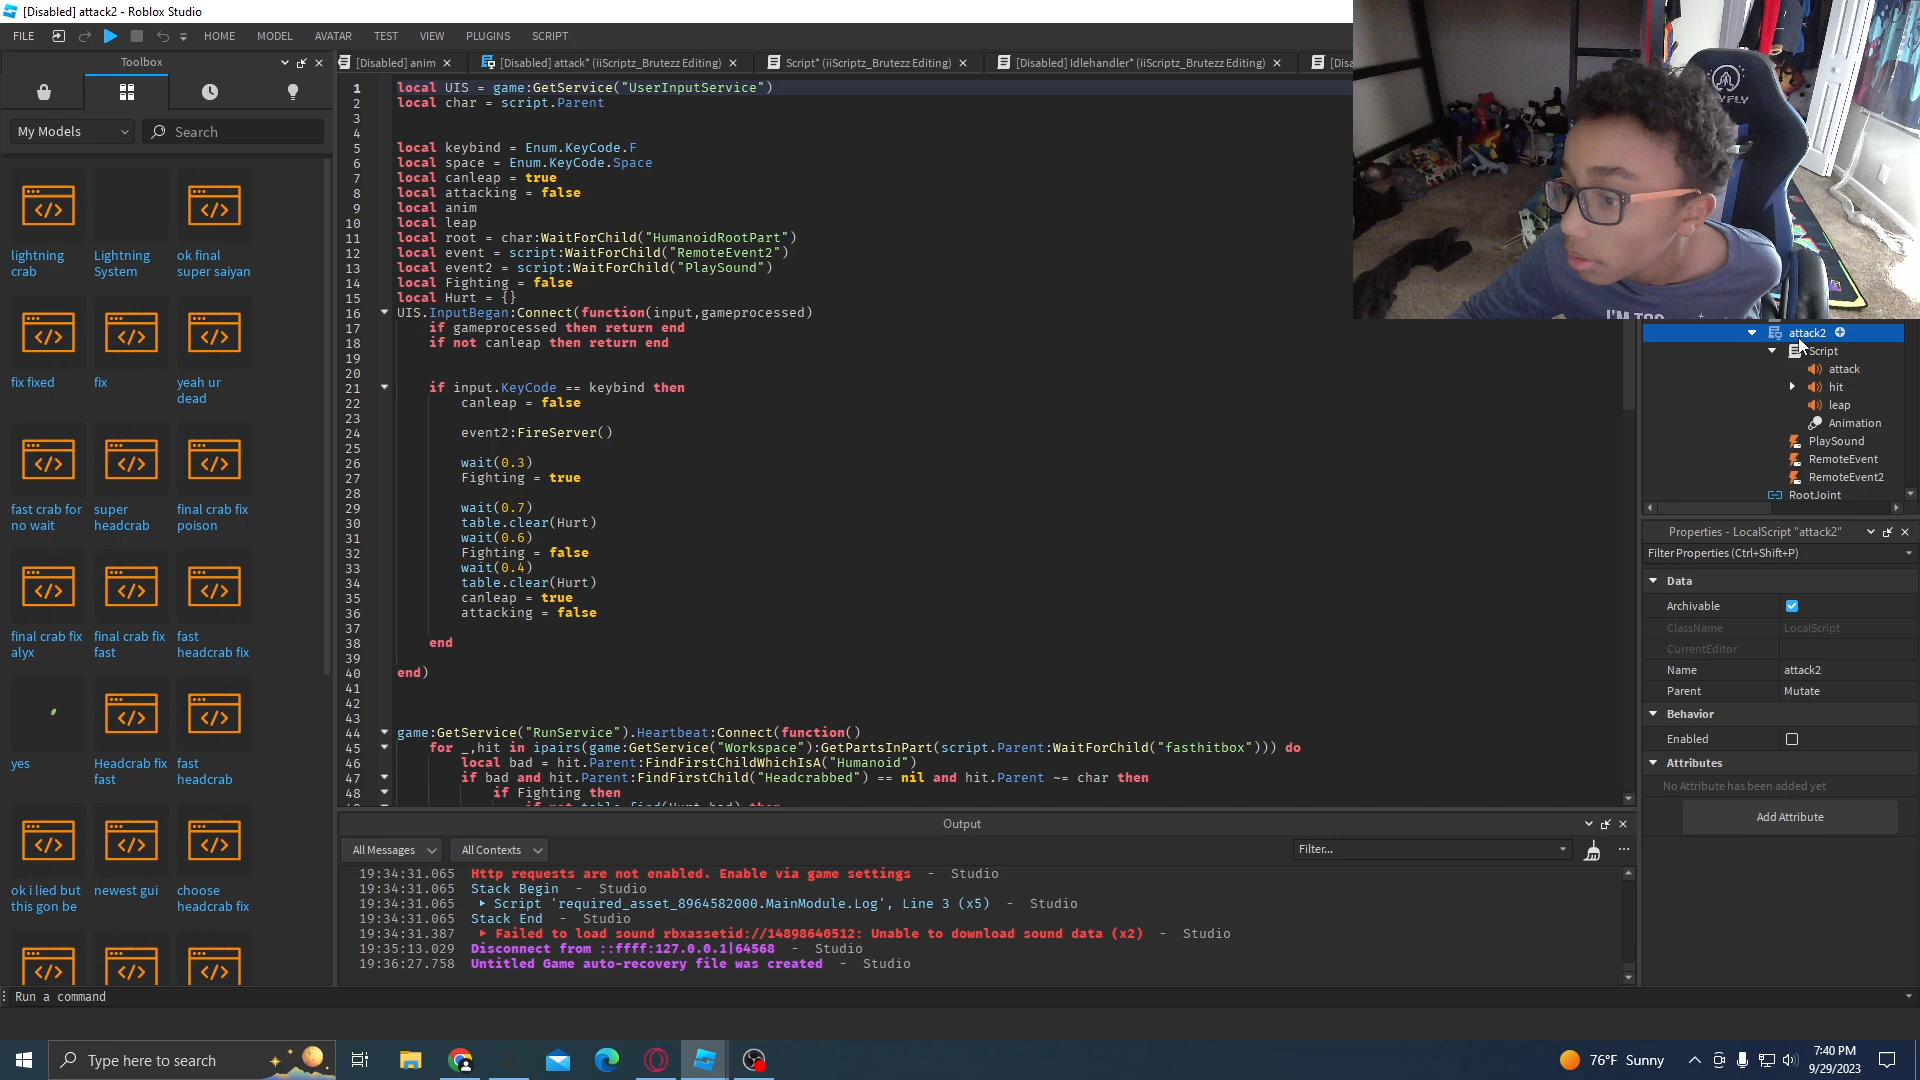 [Disabled] attack2 - Roblox Studio
FILE HOME MODEL AVATAR TEST VIEW PLUGINS SCRIPT
Toolbox
[Disabled] anim
[Disabled] attack* (iiScriptz_Brutezz Editing)
Script* (iiScriptz_Brutezz Editing)
[Disabled] Idlehandler* (iiScriptz_Brutezz Editing)
My Models
Search
lightning crab
Lightning System
ok final super saiyan
fix fixed
fix
yeah ur dead
fast crab for no wait
super headcrab
final crab fix poison
final crab fix alyx
final crab fix fast
fast headcrab fix
yes
Headcrab fix fast
fast headcrab
ok i lied but this gon be
newest gui
choose headcrab fix
1 local UIS = game:GetService("UserInputService")
2 local char = script.Parent
3
4
5 local keybind = Enum.KeyCode.F
6 local space = Enum.KeyCode.Space
7 local canleap = true
8 local attacking = false
9 local anim
10 local leap
11 local root = char:WaitForChild("HumanoidRootPart")
12 local event = script:WaitForChild("RemoteEvent2")
13 local event2 = script:WaitForChild("PlaySound")
14 local Fighting = false
15 local Hurt = {}
16 UIS.InputBegan:Connect(function(input,gameprocessed)
17 if gameprocessed then return end
18 if not canleap then return end
19
20
21 if input.KeyCode == keybind then
22 canleap = false
23
24 event2:FireServer()
25
26 wait(0.3)
27 Fighting = true
28
29 wait(0.7)
30 table.clear(Hurt)
31 wait(0.6)
32 Fighting = false
33 wait(0.4)
34 table.clear(Hurt)
35 canleap = true
36 attacking = false
37
38 end
39
40 end)
41
42
43
44 game:GetService("RunService").Heartbeat:Connect(function()
45 for _,hit in ipairs(game:GetService("Workspace"):GetPartsInPart(script.Parent:WaitForChild("fasthitbox"))) do
46 local bad = hit.Parent:FindFirstChildWhichIsA("Humanoid")
47 if bad and hit.Parent:FindFirstChild("Headcrabbed") == nil and hit.Parent ~= char then
48 if Fighting then
I'M TOO
attack2
Script
attack
hit
leap
Animation
PlaySound
RemoteEvent
RemoteEvent2
RootJoint
Properties - LocalScript "attack2"
Filter Properties (Ctrl+Shift+P)
Data
Archivable
ClassName LocalScript
CurrentEditor
Name attack2
Parent Mutate
Behavior
Enabled
Attributes
No Attribute has been added yet
Add Attribute
Output
All Messages All Contexts Filter...
19:34:31.065 Http requests are not enabled. Enable via game settings - Studio
19:34:31.065 Stack Begin - Studio
19:34:31.065 Script 'required_asset_8964582000.MainModule.Log', Line 3 (x5) - Studio
19:34:31.065 Stack End - Studio
19:34:31.387 Failed to load sound rbxassetid://14898640512: Unable to download sound data (x2) - Studio
19:35:13.029 Disconnect from ::ffff:127.0.0.1|64568 - Studio
19:36:27.758 Untitled Game auto-recovery file was created - Studio
Run a command
Type here to search
76°F Sunny
7:40 PM
9/29/2023